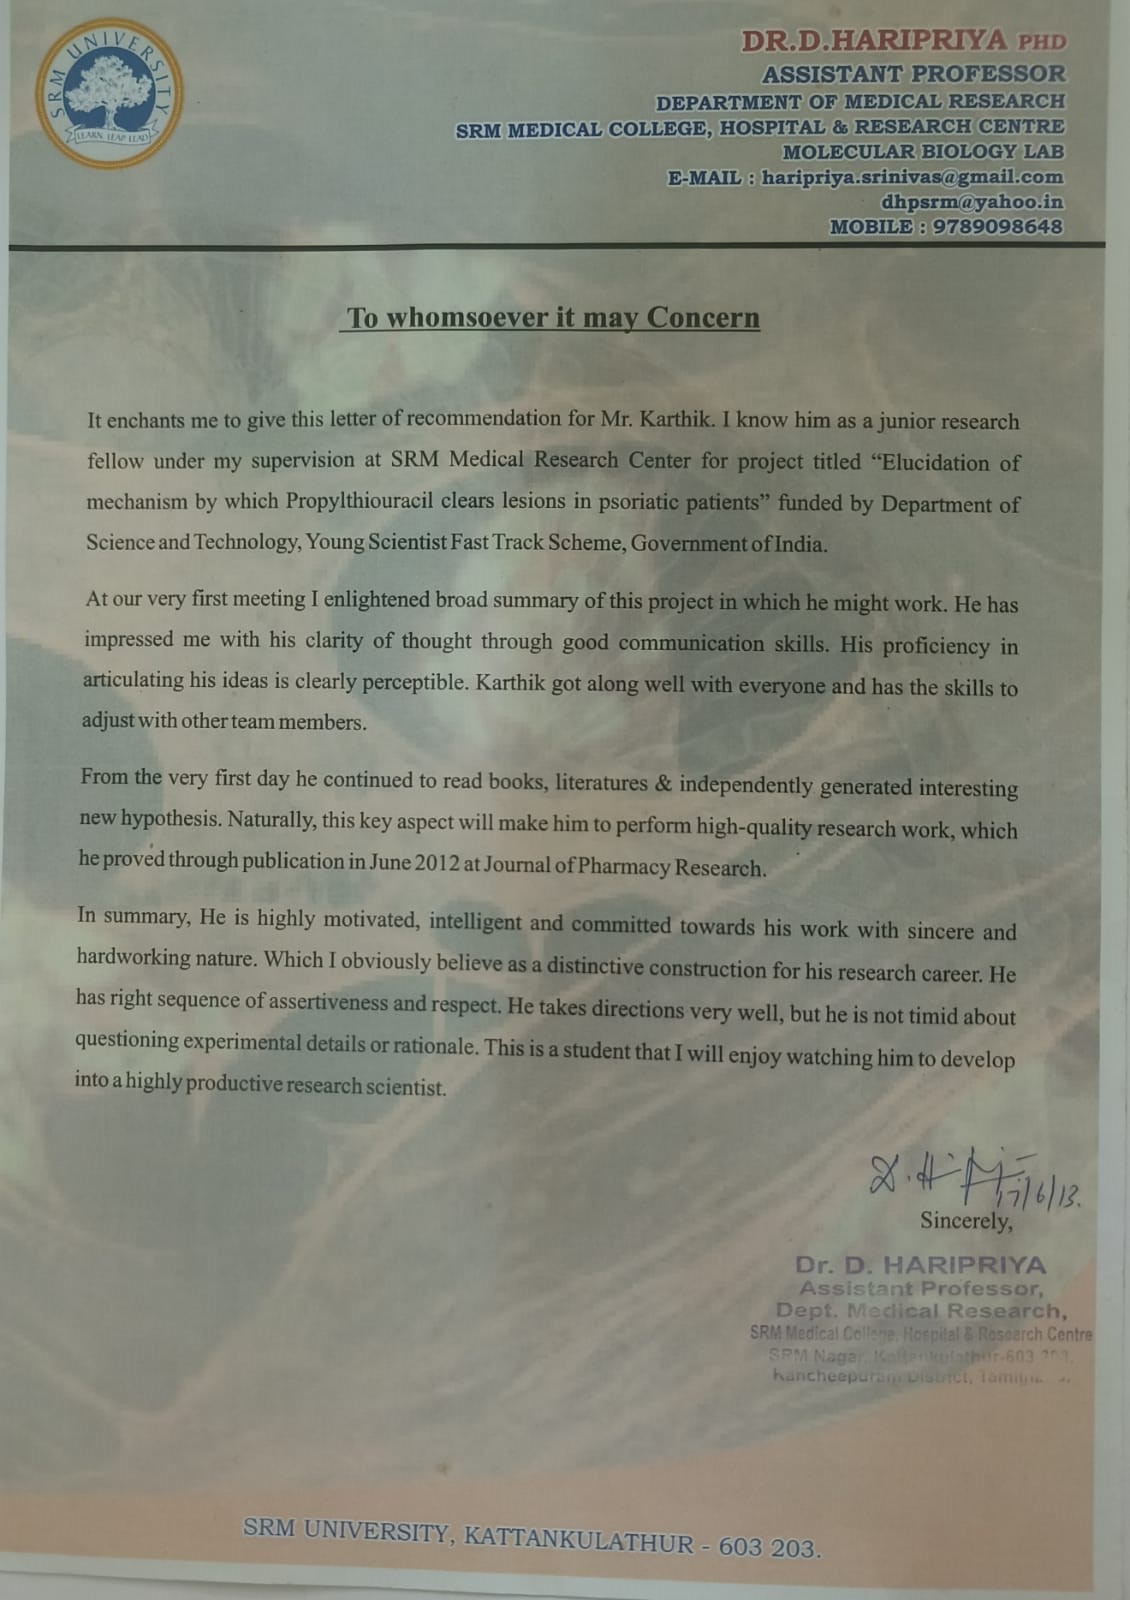 SRM UNIVERSITY
LEARN LEAP LEAD
DR.D.HARIPRIYA PHD
ASSISTANT PROFESSOR
DEPARTMENT OF MEDICAL RESEARCH
SRM MEDICAL COLLEGE, HOSPITAL & RESEARCH CENTRE
MOLECULAR BIOLOGY LAB
E-MAIL : haripriya.srinivas@gmail.com
dhpsrm@yahoo.in
MOBILE : 9789098648
To whomsoever it may Concern
It enchants me to give this letter of recommendation for Mr. Karthik. I know him as a junior research
fellow under my supervision at SRM Medical Research Center for project titled “Elucidation of
mechanism by which Propylthiouracil clears lesions in psoriatic patients” funded by Department of
Science and Technology, Young Scientist Fast Track Scheme, Government of India.
At our very first meeting I enlightened broad summary of this project in which he might work. He has
impressed me with his clarity of thought through good communication skills. His proficiency in
articulating his ideas is clearly perceptible. Karthik got along well with everyone and has the skills to
adjust with other team members.
From the very first day he continued to read books, literatures & independently generated interesting
new hypothesis. Naturally, this key aspect will make him to perform high-quality research work, which
he proved through publication in June 2012 at Journal of Pharmacy Research.
In summary, He is highly motivated, intelligent and committed towards his work with sincere and
hardworking nature. Which I obviously believe as a distinctive construction for his research career. He
has right sequence of assertiveness and respect. He takes directions very well, but he is not timid about
questioning experimental details or rationale. This is a student that I will enjoy watching him to develop
into a highly productive research scientist.
17/6/13.
Sincerely,
Dr. D. HARIPRIYA
Assistant Professor,
Dept. Medical Research,
SRM Medical College, Hospital & Research Centre
SRM Nagar, Kattankulathur-603 203,
Kancheepuram District,
SRM UNIVERSITY, KATTANKULATHUR - 603 203.